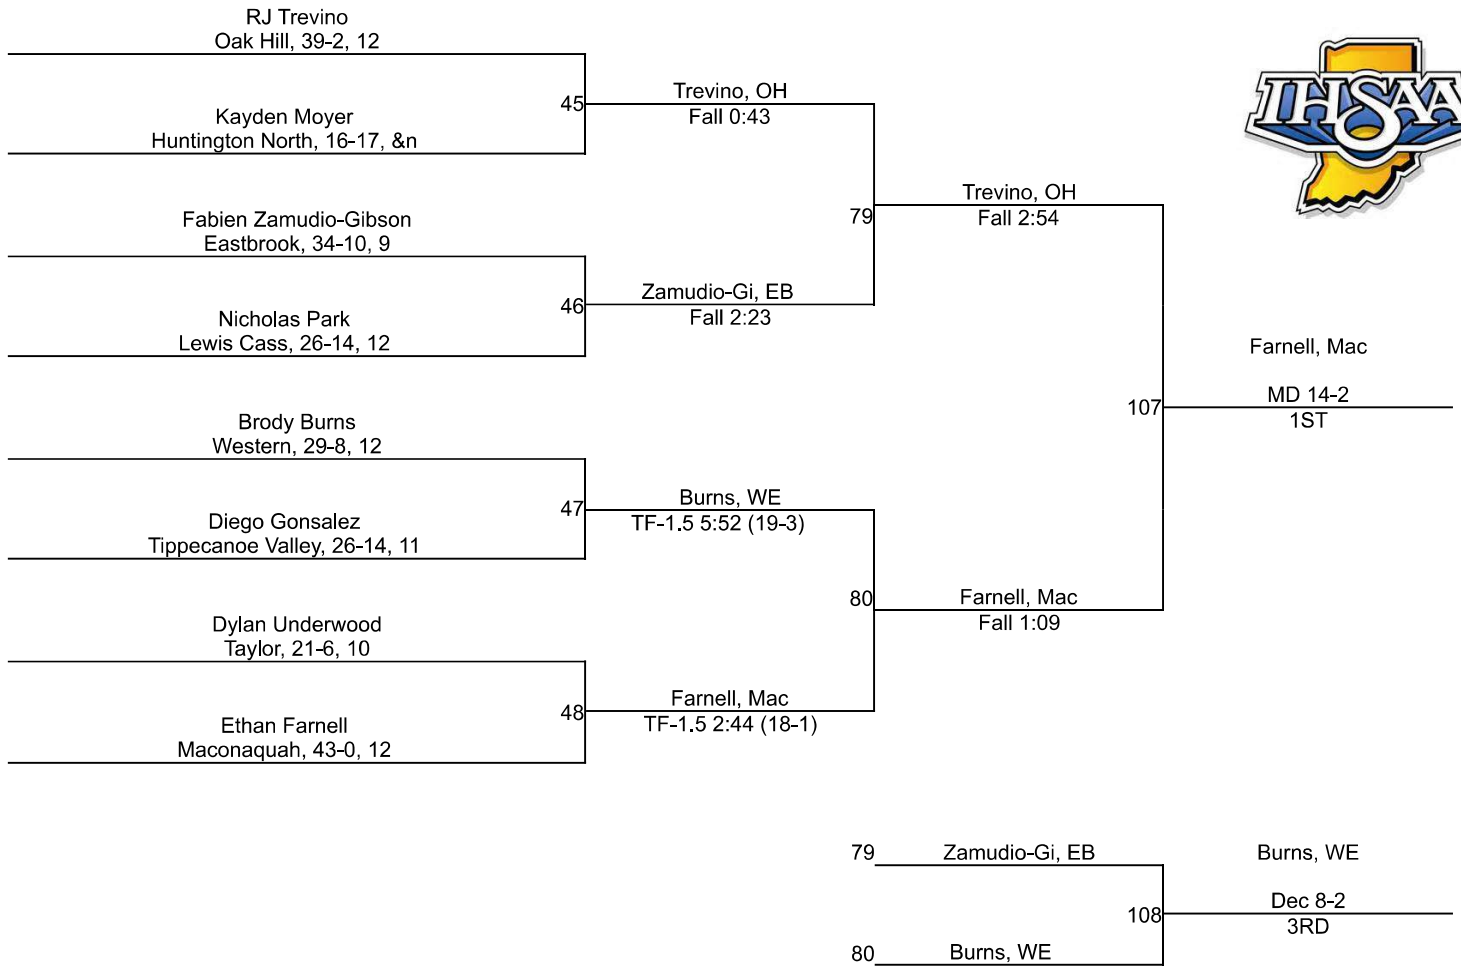 RJ Trevino
Oak Hill, 39-2, 12
Kayden Moyer
Huntington North, 16-17, &n
45
Trevino, OH
Fall 0:43
Fabien Zamudio-Gibson
Eastbrook, 34-10, 9
Nicholas Park
Lewis Cass, 26-14, 12
46
Zamudio-Gi, EB
Fall 2:23
79
Trevino, OH
Fall 2:54
IHSAA
Brody Burns
Western, 29-8, 12
Diego Gonsalez
Tippecanoe Valley, 26-14, 11
47
Burns, WE
TF-1.5 5:52 (19-3)
Dylan Underwood
Taylor, 21-6, 10
Ethan Farnell
Maconaquah, 43-0, 12
48
Farnell, Mac
TF-1.5 2:44 (18-1)
80
Farnell, Mac
Fall 1:09
107
Farnell, Mac
MD 14-2
1ST
79
Zamudio-Gi, EB
80
Burns, WE
108
Burns, WE
Dec 8-2
3RD